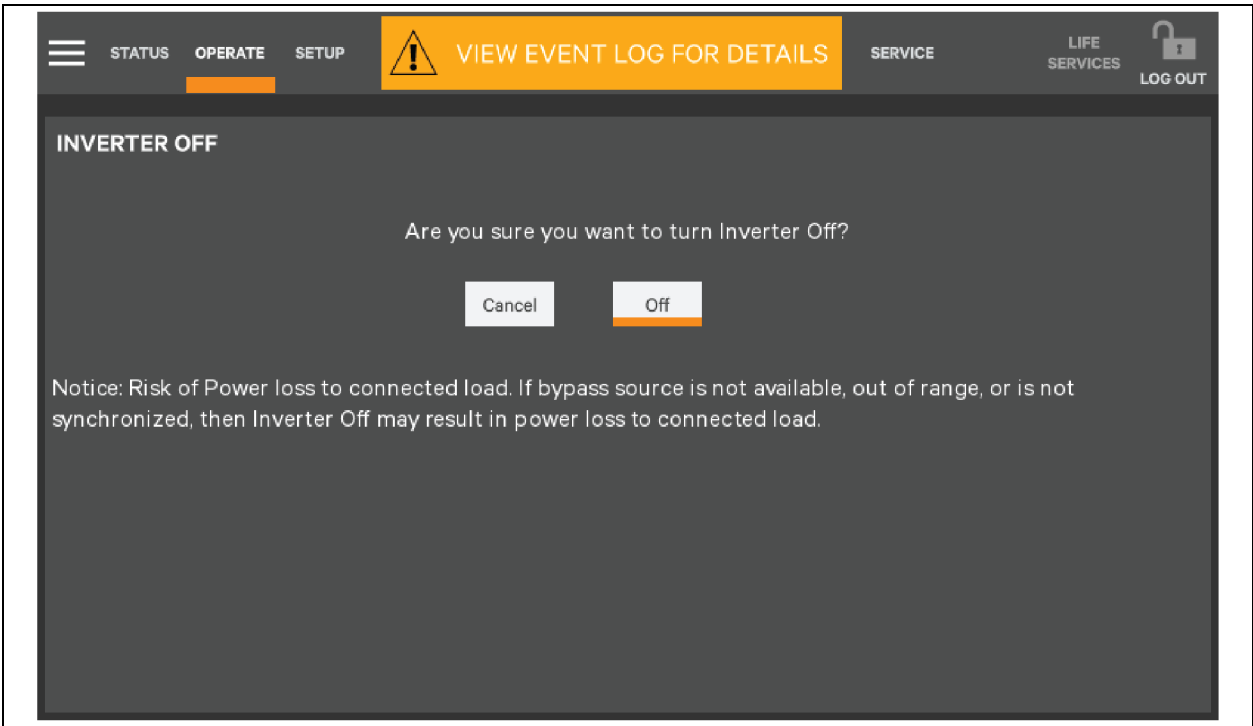 STATUS OPERATE SETUP VIEW EVENT LOG FOR DETAILS SERVICE LIFE
SERVICES
LOG OUT
INVERTER OFF
Are you sure you want to turn Inverter Off?
Cancel Off
Notice: Risk of Power loss to connected load. If bypass source is not available, out of range, or is not
synchronized, then Inverter Off may result in power loss to connected load.